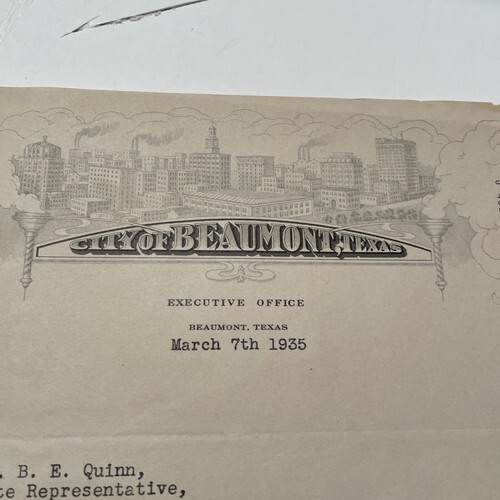 CITY OF BEAUMONT, TEXAS
EXECUTIVE OFFICE
BEAUMONT, TEXAS
March 7th 1935
. B. E. Quinn,
te Representative,